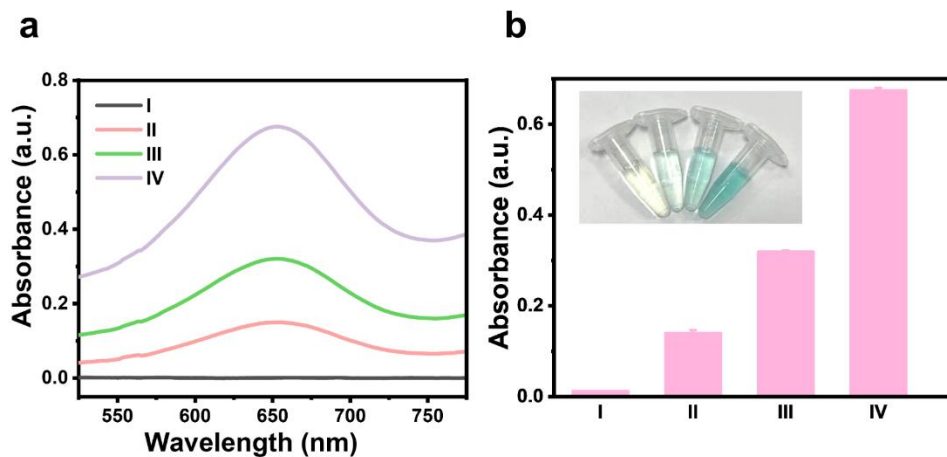 a
0.8
0.6
0.4
0.2
0.0
Absorbance (a.u.)
I
II
III
IV
550 600 650 700 750
Wavelength (nm)
b
0.6
0.4
0.2
0.0
Absorbance (a.u.)
I II III IV